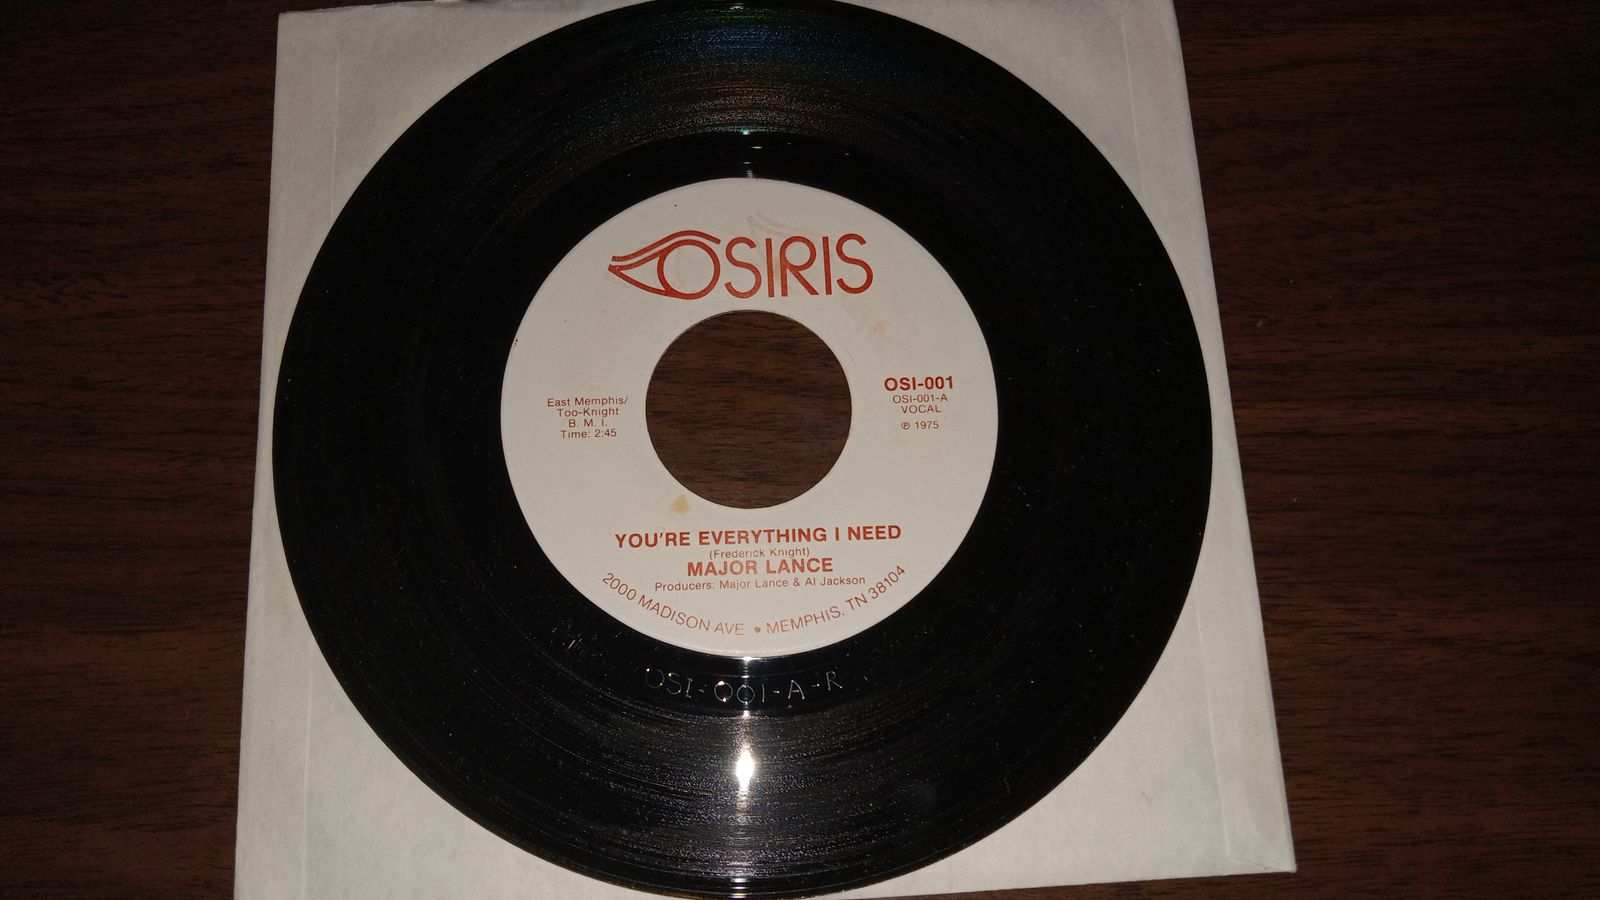 OSIRIS
East Memphis/
Too-Knight
B. M. I.
Time: 2:45
OSI-001
OSI-001-A
VOCAL
℗ 1975
YOU'RE EVERYTHING I NEED
(Frederick Knight)
MAJOR LANCE
Producers: Major Lance & Al Jackson
2000 MADISON AVE. • MEMPHIS, TN 38104
OSI-001-A-R